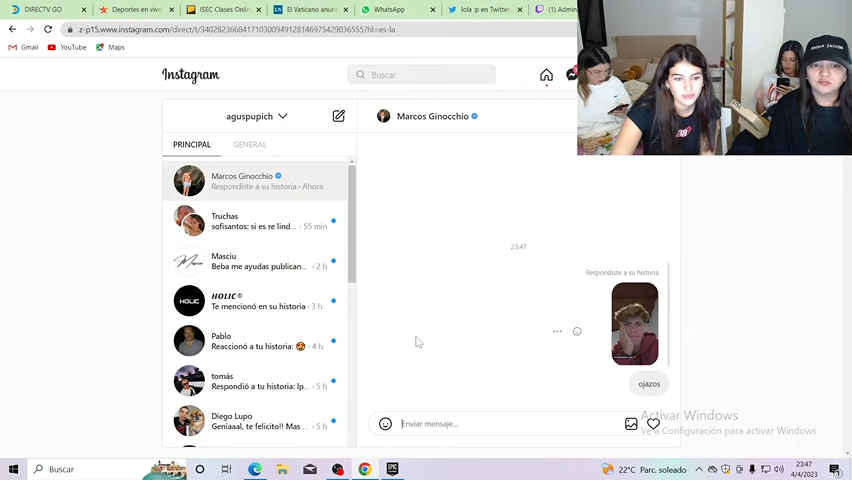 DIRECTV GO
Deportes en vivo.
ISEC Clases Onlin
El Vaticano anunc
WhatsApp
lola :p en Twitter:
(1) Admin
z-p15.www.instagram.com/direct/t/340282366841710300949128146975429036555?hl=es-la
Gmail
YouTube
Maps
Instagram
Buscar
aguspupich
Marcos Ginocchio
PRINCIPAL
GENERAL
Marcos Ginocchio
Respondiste a su historia · Ahora
Truchas
sofisantos: si es re lind... · 55 min
Masciu
Beba me ayudas publican... · 2 h
HOLIC®
Te mencionó en su historia · 3 h
Pablo
Reaccionó a tu historia: 🥰 · 4 h
tomás
Respondió a tu historia: lp... · 5 h
Diego Lupo
Geniaaal, te felicito!! Mas ... · 5 h
23:47
Respondiste a su historia
ojazos
Enviar mensaje...
Activar Windows
Ve a Configuración para activar Windows.
Buscar
22°C Parc. soleado
23:47
4/4/2023